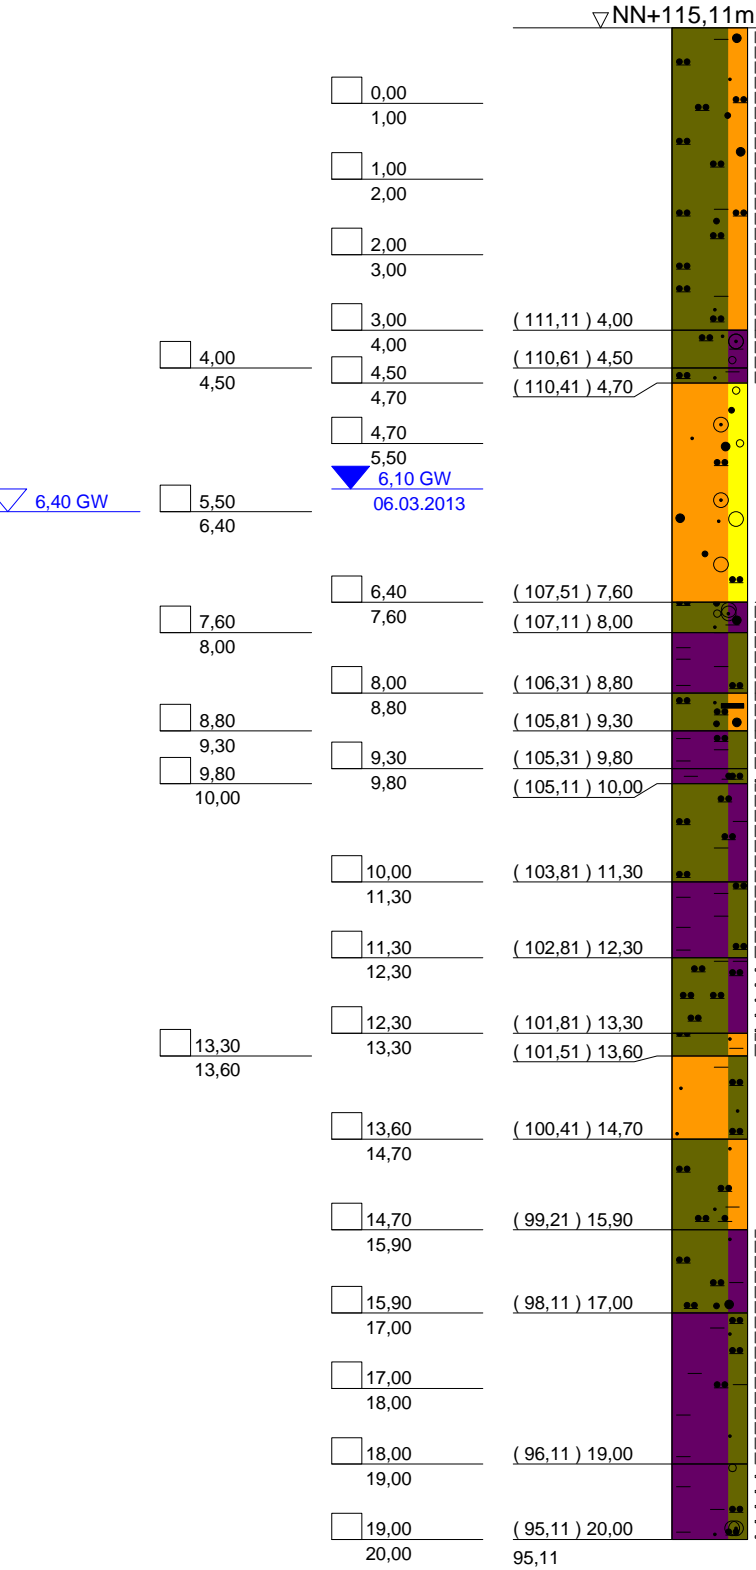 NN+115,11m
0,00
1,00
1,00
2,00
2,00
3,00
3,00 ( 111,11 ) 4,00
4,00
4,00 ( 110,61 ) 4,50
4,50
4,50 ( 110,41 ) 4,70
4,70
4,70
5,50
6,10 GW
06.03.2013
6,40 GW
5,50
6,40
6,40 ( 107,51 ) 7,60
7,60
7,60 ( 107,11 ) 8,00
8,00
8,00 ( 106,31 ) 8,80
8,80
8,80 ( 105,81 ) 9,30
9,30
9,30 ( 105,31 ) 9,80
9,80
9,80 ( 105,11 ) 10,00
10,00
10,00 ( 103,81 ) 11,30
11,30
11,30 ( 102,81 ) 12,30
12,30
12,30 ( 101,81 ) 13,30
13,30
13,30 ( 101,51 ) 13,60
13,60
13,60 ( 100,41 ) 14,70
14,70
14,70 ( 99,21 ) 15,90
15,90
15,90 ( 98,11 ) 17,00
17,00
17,00
18,00
18,00 ( 96,11 ) 19,00
19,00
19,00 ( 95,11 ) 20,00
20,00 95,11